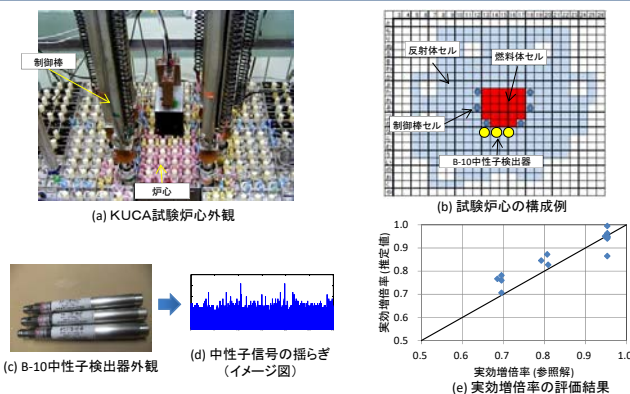 制御棒
炉心
(a) KUCA試験炉心外観
反射体セル
燃料体セル
制御棒セル
B-10中性子検出器
(b) 試験炉心の構成例
(c) B-10中性子検出器外観
(d) 中性子信号の揺らぎ
(イメージ図)
実効増倍率 (推定値)
1.0
0.9
0.8
0.7
0.6
0.5
0.5
0.6
0.7
0.8
0.9
1.0
実効増倍率 (参照解)
(e) 実効増倍率の評価結果